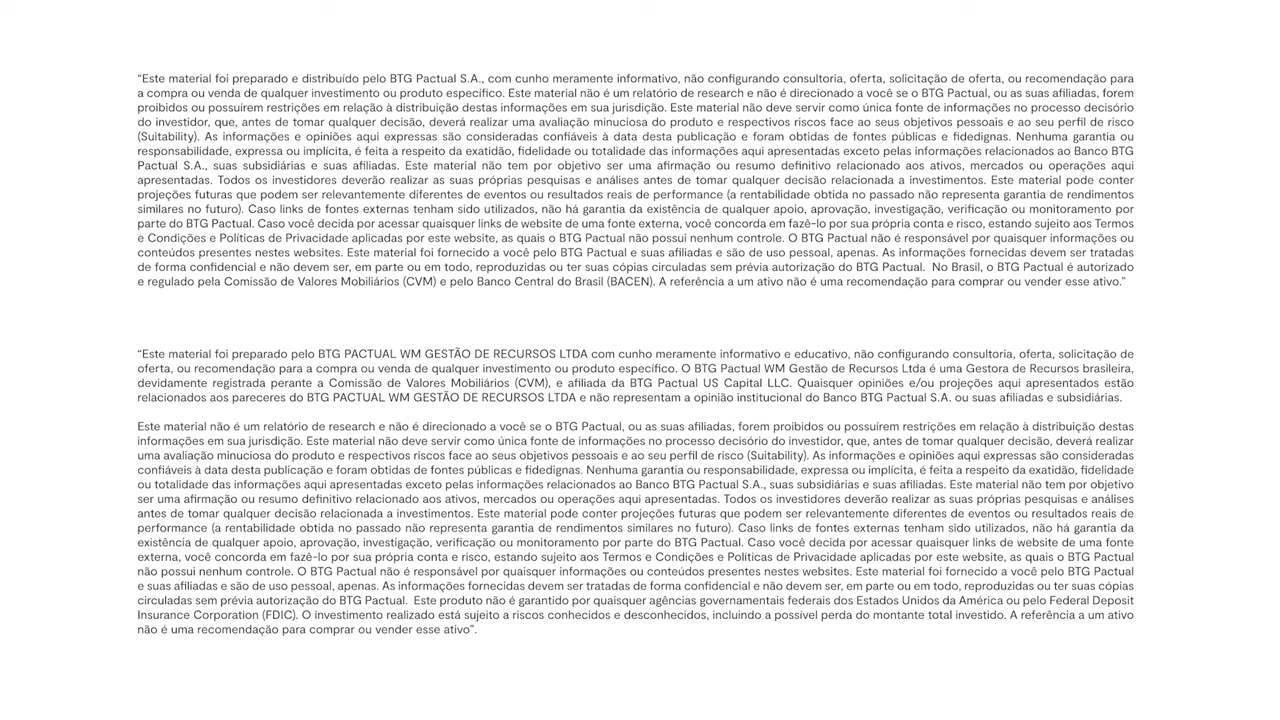 “Este material foi preparado e distribuído pelo BTG Pactual S.A., com cunho meramente informativo, não configurando consultoria, oferta, solicitação de oferta, ou recomendação para
a compra ou venda de qualquer investimento ou produto específico. Este material não é um relatório de research e não é direcionado a você se o BTG Pactual, ou as suas afiliadas, forem
proibidos ou possuírem restrições em relação à distribuição destas informações em sua jurisdição. Este material não deve servir como única fonte de informações no processo decisório
do investidor, que, antes de tomar qualquer decisão, deverá realizar uma avaliação minuciosa do produto e respectivos riscos face ao seus objetivos pessoais e ao seu perfil de risco
(Suitability). As informações e opiniões aqui expressas são consideradas confiáveis à data desta publicação e foram obtidas de fontes públicas e fidedignas. Nenhuma garantia ou
responsabilidade, expressa ou implícita, é feita a respeito da exatidão, fidelidade ou totalidade das informações aqui apresentadas exceto pelas informações relacionados ao Banco BTG
Pactual S.A., suas subsidiárias e suas afiliadas. Este material não tem por objetivo ser uma afirmação ou resumo definitivo relacionado aos ativos, mercados ou operações aqui
apresentadas. Todos os investidores deverão realizar as suas próprias pesquisas e análises antes de tomar qualquer decisão relacionada a investimentos. Este material pode conter
projeções futuras que podem ser relevantemente diferentes de eventos ou resultados reais de performance (a rentabilidade obtida no passado não representa garantia de rendimentos
similares no futuro). Caso links de fontes externas tenham sido utilizados, não há garantia da existência de qualquer apoio, aprovação, investigação, verificação ou monitoramento por
parte do BTG Pactual. Caso você decida por acessar quaisquer links de website de uma fonte externa, você concorda em fazê-lo por sua própria conta e risco, estando sujeito aos Termos
e Condições e Políticas de Privacidade aplicadas por este website, as quais o BTG Pactual não possui nenhum controle. O BTG Pactual não é responsável por quaisquer informações ou
conteúdos presentes nestes websites. Este material foi fornecido a você pelo BTG Pactual e suas afiliadas e são de uso pessoal, apenas. As informações fornecidas devem ser tratadas
de forma confidencial e não devem ser, em parte ou em todo, reproduzidas ou ter suas cópias circuladas sem prévia autorização do BTG Pactual. No Brasil, o BTG Pactual é autorizado
e regulado pela Comissão de Valores Mobiliários (CVM) e pelo Banco Central do Brasil (BACEN). A referência a um ativo não é uma recomendação para comprar ou vender esse ativo.”
“Este material foi preparado pelo BTG PACTUAL WM GESTÃO DE RECURSOS LTDA com cunho meramente informativo e educativo, não configurando consultoria, oferta, solicitação de
oferta, ou recomendação para a compra ou venda de qualquer investimento ou produto específico. O BTG Pactual WM Gestão de Recursos Ltda é uma Gestora de Recursos brasileira,
devidamente registrada perante a Comissão de Valores Mobiliários (CVM), e afiliada da BTG Pactual US Capital LLC. Quaisquer opiniões e/ou projeções aqui apresentados estão
relacionados aos pareceres do BTG PACTUAL WM GESTÃO DE RECURSOS LTDA e não representam a opinião institucional do Banco BTG Pactual S.A. ou suas afiliadas e subsidiárias.
Este material não é um relatório de research e não é direcionado a você se o BTG Pactual, ou as suas afiliadas, forem proibidos ou possuírem restrições em relação à distribuição destas
informações em sua jurisdição. Este material não deve servir como única fonte de informações no processo decisório do investidor, que, antes de tomar qualquer decisão, deverá realizar
uma avaliação minuciosa do produto e respectivos riscos face ao seus objetivos pessoais e ao seu perfil de risco (Suitability). As informações e opiniões aqui expressas são consideradas
confiáveis à data desta publicação e foram obtidas de fontes públicas e fidedignas. Nenhuma garantia ou responsabilidade, expressa ou implícita, é feita a respeito da exatidão, fidelidade
ou totalidade das informações aqui apresentadas exceto pelas informações relacionados ao Banco BTG Pactual S.A., suas subsidiárias e suas afiliadas. Este material não tem por objetivo
ser uma afirmação ou resumo definitivo relacionado aos ativos, mercados ou operações aqui apresentadas. Todos os investidores deverão realizar as suas próprias pesquisas e análises
antes de tomar qualquer decisão relacionada a investimentos. Este material pode conter projeções futuras que podem ser relevantemente diferentes de eventos ou resultados reais de
performance (a rentabilidade obtida no passado não representa garantia de rendimentos similares no futuro). Caso links de fontes externas tenham sido utilizados, não há garantia da
existência de qualquer apoio, aprovação, investigação, verificação ou monitoramento por parte do BTG Pactual. Caso você decida por acessar quaisquer links de website de uma fonte
externa, você concorda em fazê-lo por sua própria conta e risco, estando sujeito aos Termos e Condições e Políticas de Privacidade aplicadas por este website, as quais o BTG Pactual
não possui nenhum controle. O BTG Pactual não é responsável por quaisquer informações ou conteúdos presentes nestes websites. Este material foi fornecido a você pelo BTG Pactual
e suas afiliadas e são de uso pessoal, apenas. As informações fornecidas devem ser tratadas de forma confidencial e não devem ser, em parte ou em todo, reproduzidas ou ter suas cópias
circuladas sem prévia autorização do BTG Pactual. Este produto não é garantido por quaisquer agências governamentais federais dos Estados Unidos da América ou pelo Federal Deposit
Insurance Corporation (FDIC). O investimento realizado está sujeito a riscos conhecidos e desconhecidos, incluindo a possível perda do montante total investido. A referência a um ativo
não é uma recomendação para comprar ou vender esse ativo”.